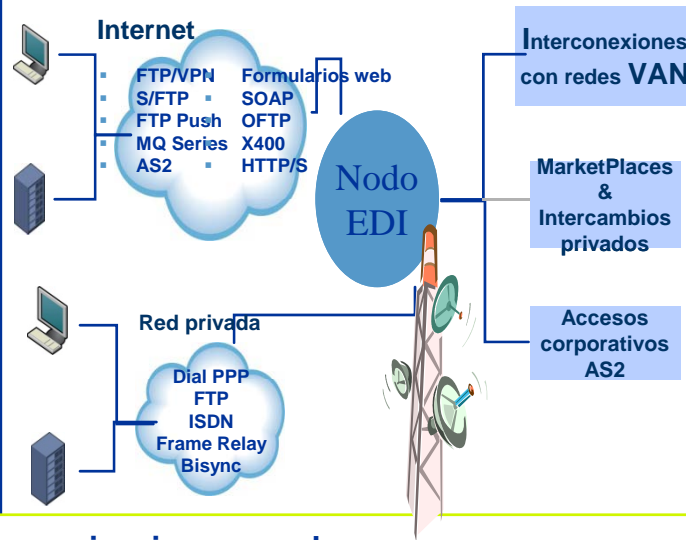 Internet
FTP/VPN
S/FTP
FTP Push
MQ Series
AS2
Formularios web
SOAP
OFTP
X400
HTTP/S
Nodo
EDI
Interconexiones
con redes VAN
MarketPlaces
&
Intercambios
privados
Accesos
corporativos
AS2
Red privada
Dial PPP
FTP
ISDN
Frame Relay
Bisync